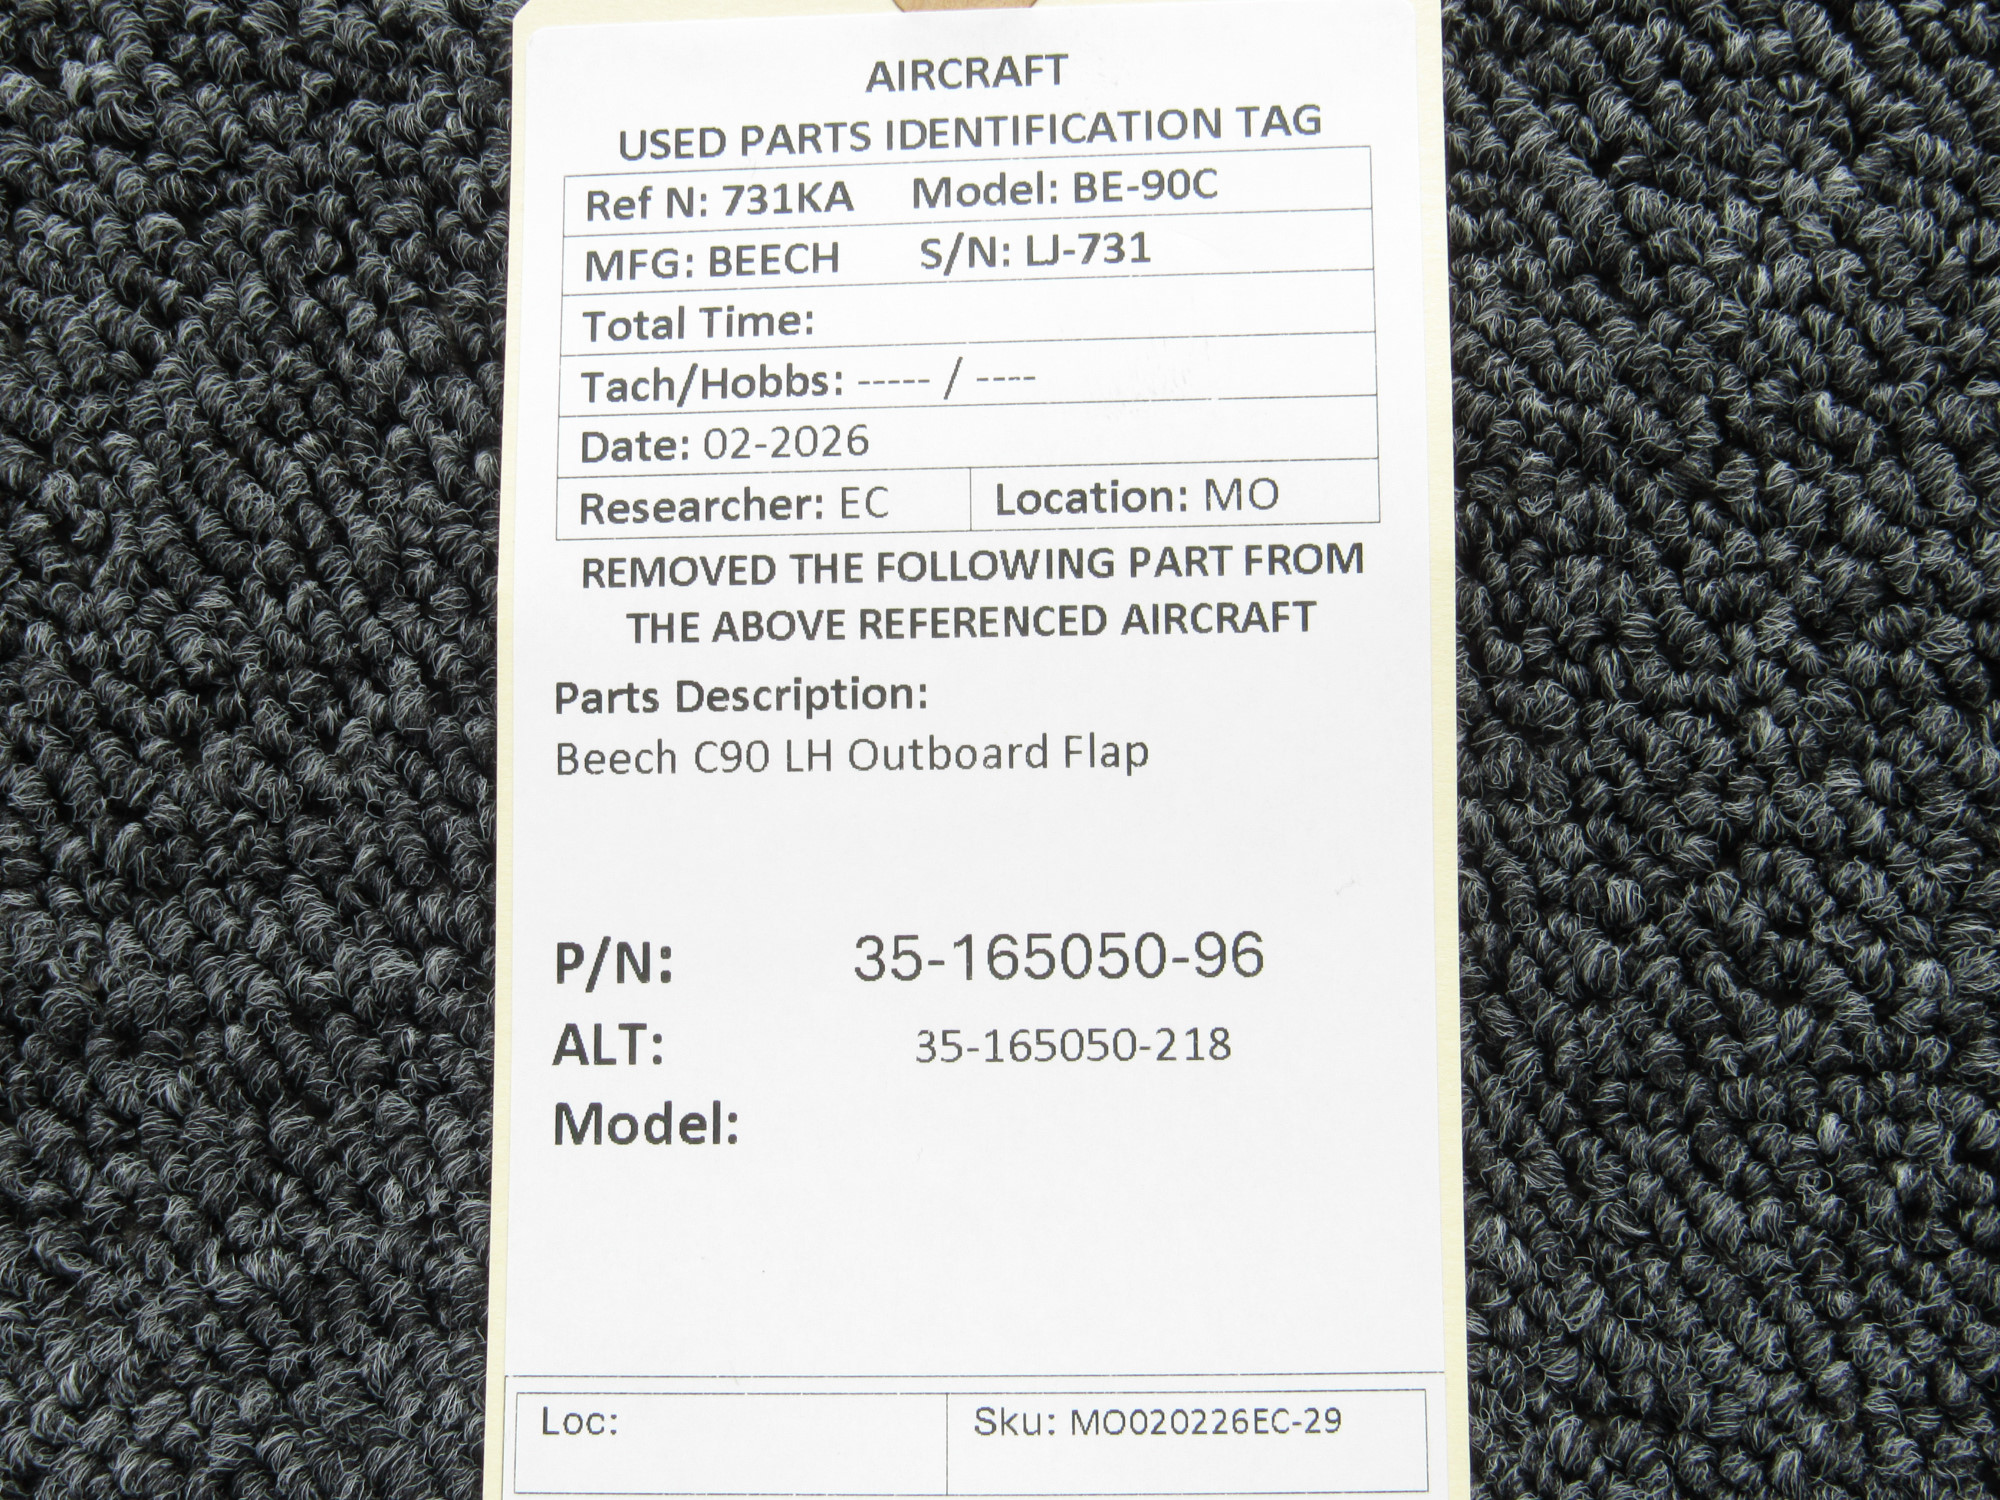 AIRCRAFT
USED PARTS IDENTIFICATION TAG
Ref N: 731KA Model: BE-90C
MFG: BEECH S/N: LJ-731
Total Time:
Tach/Hobbs: ----- / ----
Date: 02-2026
Researcher: EC Location: MO
REMOVED THE FOLLOWING PART FROM
THE ABOVE REFERENCED AIRCRAFT
Parts Description:
Beech C90 LH Outboard Flap
P/N: 35-165050-96
ALT: 35-165050-218
Model:
Loc: Sku: MO020226EC-29